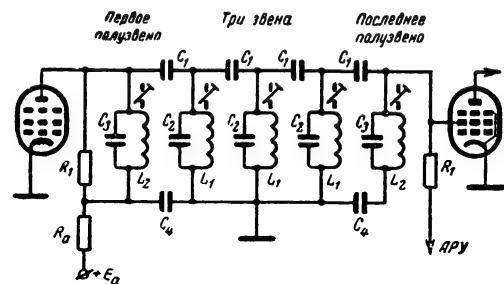 Первое полузвено
Три звена
Последнее полузвено
C₁ C₁ C₁ C₁
C₃ C₂ C₂ C₂ C₃
R₁ L₂ L₁ L₁ L₁ L₂ R₁
Rₐ C₄ C₄
+Eₐ
АРУ